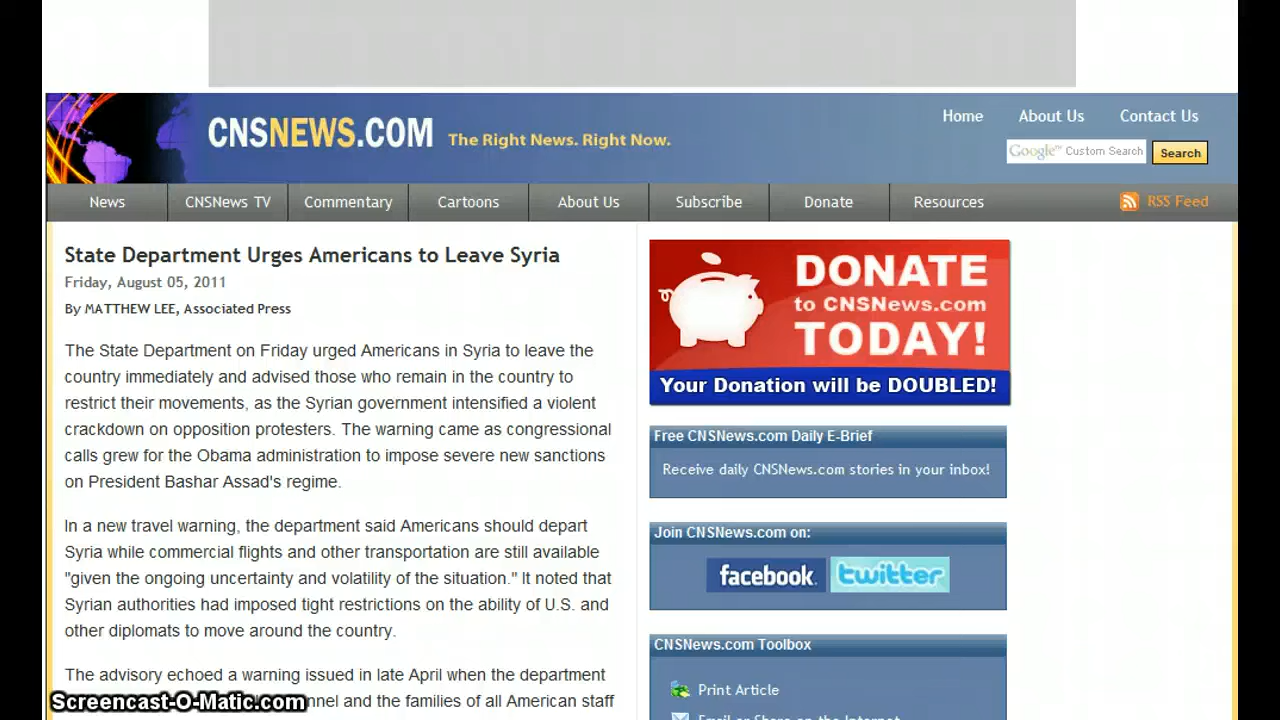 CNSNEWS.COM The Right News. Right Now.
Home About Us Contact Us
Google™ Custom Search Search
News CNSNews TV Commentary Cartoons About Us Subscribe Donate Resources RSS Feed
State Department Urges Americans to Leave Syria
Friday, August 05, 2011
By MATTHEW LEE, Associated Press
The State Department on Friday urged Americans in Syria to leave the
country immediately and advised those who remain in the country to
restrict their movements, as the Syrian government intensified a violent
crackdown on opposition protesters. The warning came as congressional
calls grew for the Obama administration to impose severe new sanctions
on President Bashar Assad's regime.
In a new travel warning, the department said Americans should depart
Syria while commercial flights and other transportation are still available
"given the ongoing uncertainty and volatility of the situation." It noted that
Syrian authorities had imposed tight restrictions on the ability of U.S. and
other diplomats to move around the country.
The advisory echoed a warning issued in late April when the department
and the families of all American staff
DONATE
to CNSNews.com
TODAY!
Your Donation will be DOUBLED!
Free CNSNews.com Daily E-Brief
Receive daily CNSNews.com stories in your inbox!
Join CNSNews.com on:
facebook. twitter
CNSNews.com Toolbox
Print Article
Email or Share on the Internet
Screencast-O-Matic.com